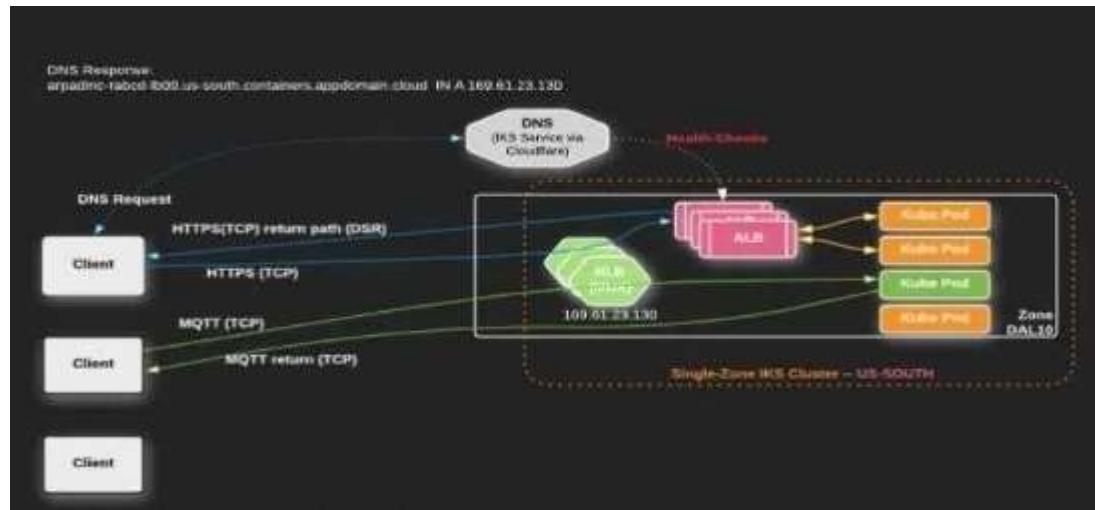 DNS Response:
arpadinc-rabcd-lb09.us-south.containers.appdomain.cloud IN A 169.61.23.130
DNS
(IKS Service via
Cloudflare)
Health-Checks
DNS Request
HTTPS(TCP) return path (DSR)
Client
HTTPS (TCP)
ALB
Kube Pod
Kube Pod
Kube Pod
Kube Pod
NLB
169.61.23.130
Zone
DAL10
MQTT (TCP)
Client
MQTT return (TCP)
Single-Zone IKS Cluster – US-SOUTH
Client